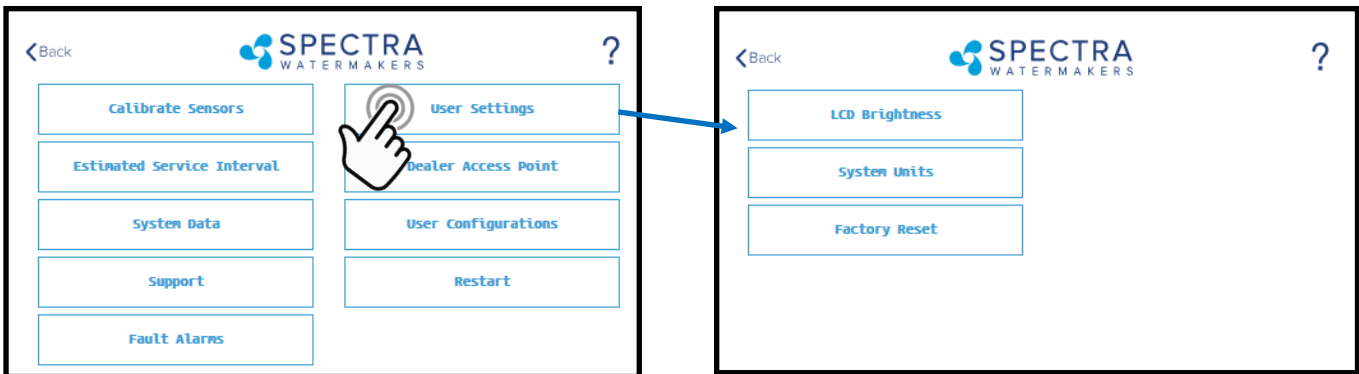 Back
SPECTRA
WATERMAKERS
?
Calibrate Sensors
User Settings
Estimated Service Interval
Dealer Access Point
System Data
User Configurations
Support
Restart
Fault Alarms
Back
SPECTRA
WATERMAKERS
?
LCD Brightness
System Units
Factory Reset